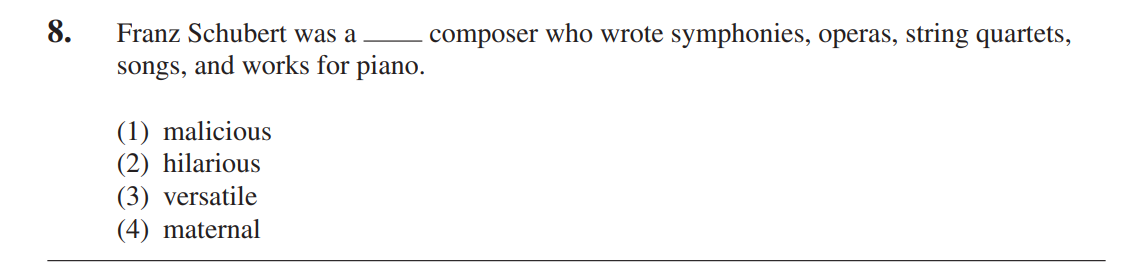 8. Franz Schubert was a ____ composer who wrote symphonies, operas, string quartets,
songs, and works for piano.
(1) malicious
(2) hilarious
(3) versatile
(4) maternal